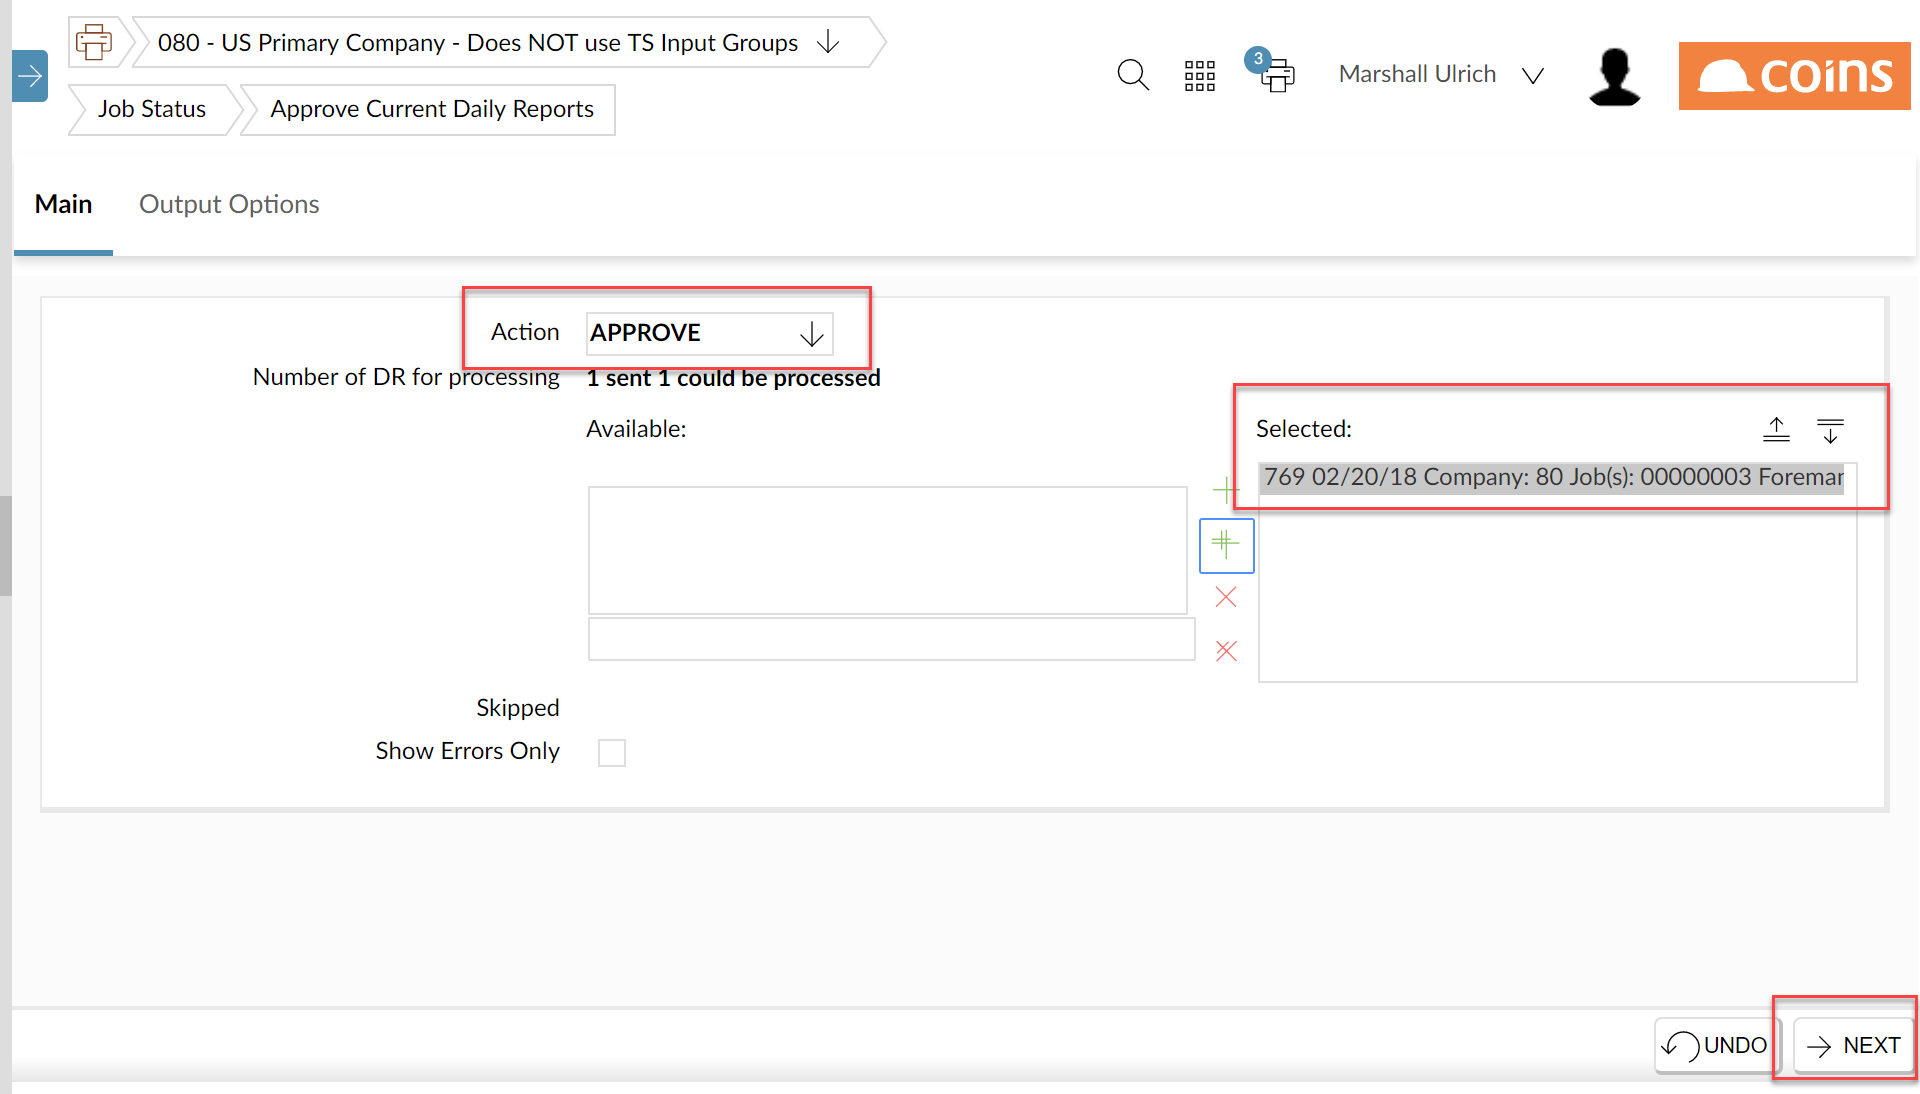 080 - US Primary Company - Does NOT use TS Input Groups
3
Marshall Ulrich
coins
Job Status
Approve Current Daily Reports
Main
Output Options
Action
APPROVE
Number of DR for processing
1 sent 1 could be processed
Available:
Selected:
769 02/20/18 Company: 80 Job(s): 00000003 Foreman
Skipped
Show Errors Only
UNDO
NEXT